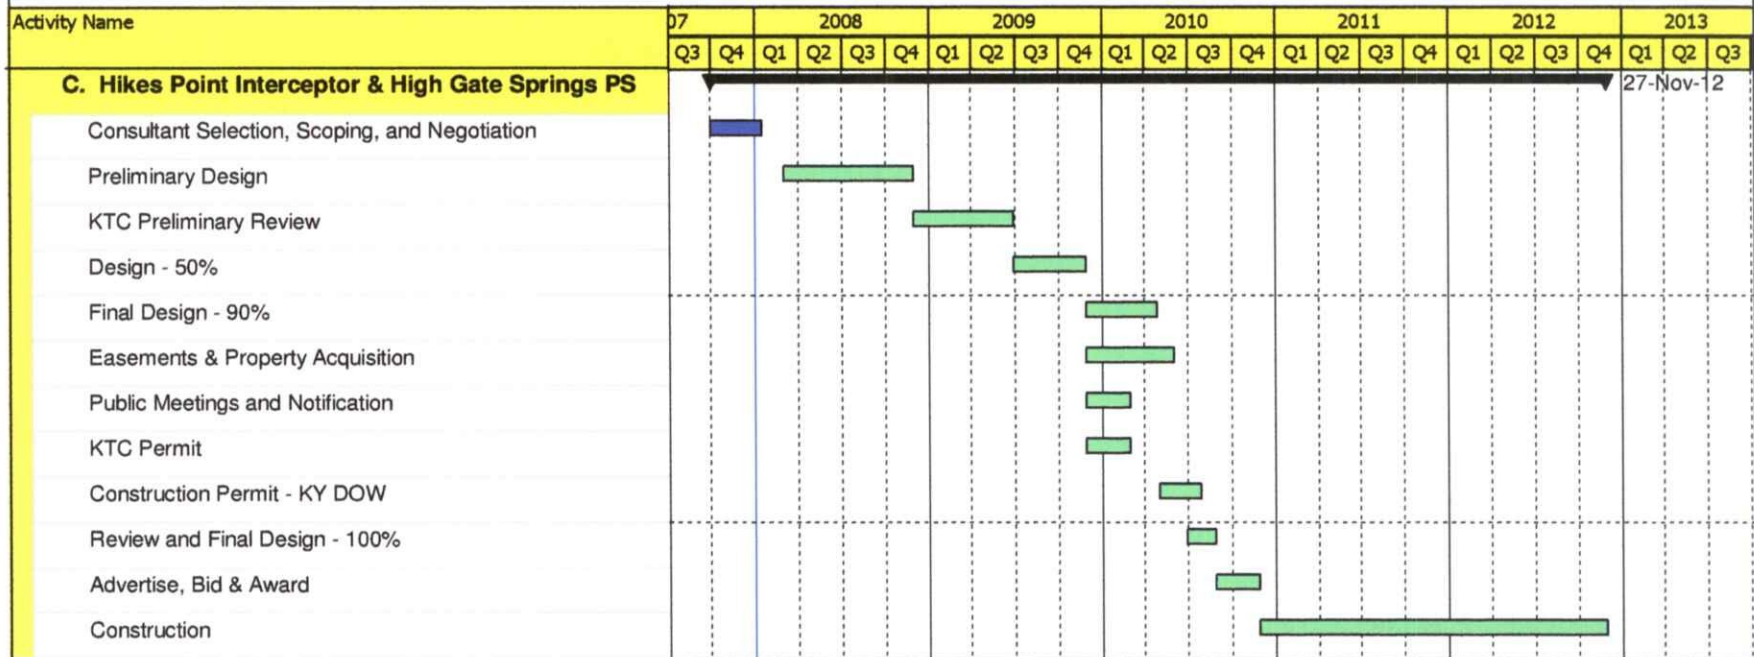 Activity Name 07 2008 2009 2010 2011 2012 2013
Q3 Q4 Q1 Q2 Q3 Q4 Q1 Q2 Q3 Q4 Q1 Q2 Q3 Q4 Q1 Q2 Q3 Q4 Q1 Q2 Q3 Q4 Q1 Q2 Q3
C. Hikes Point Interceptor & High Gate Springs PS 27-Nov-12
Consultant Selection, Scoping, and Negotiation
Preliminary Design
KTC Preliminary Review
Design - 50%
Final Design - 90%
Easements & Property Acquisition
Public Meetings and Notification
KTC Permit
Construction Permit - KY DOW
Review and Final Design - 100%
Advertise, Bid & Award
Construction